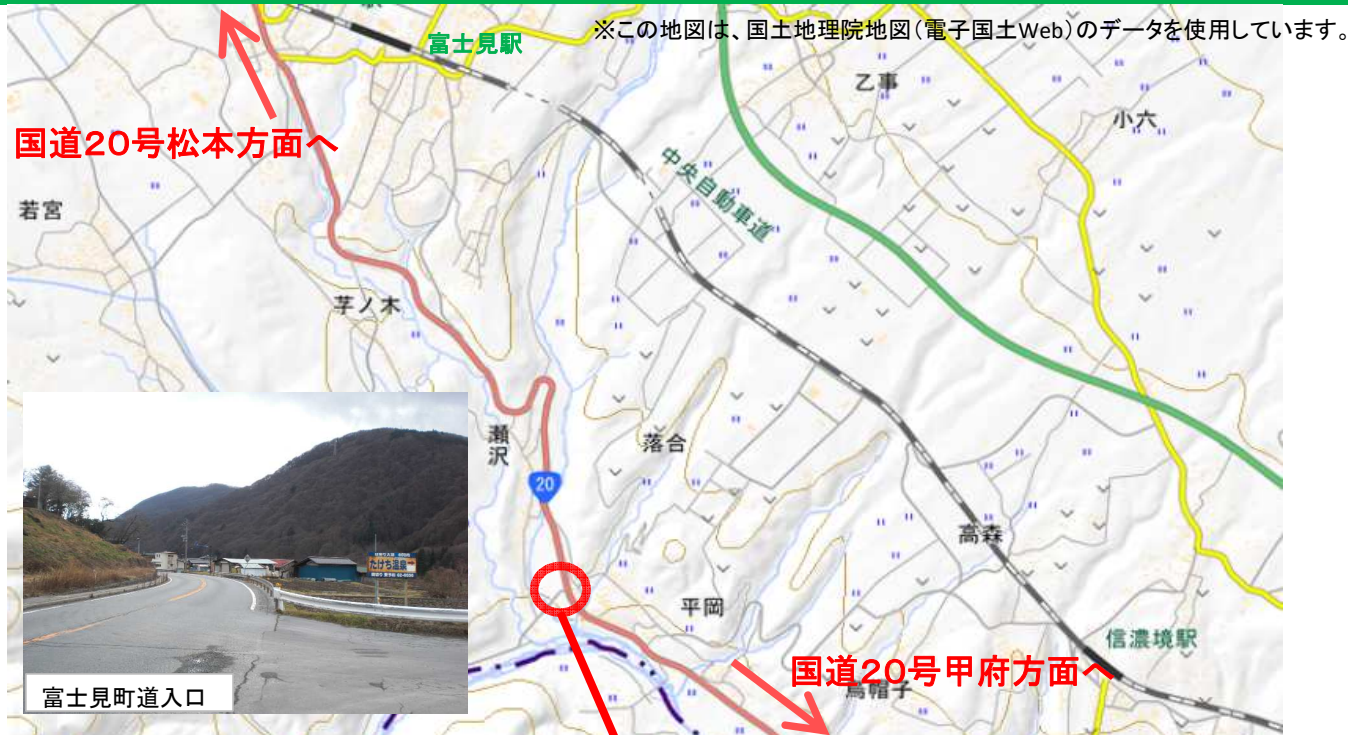 ※この地図は、国土地理院地図(電子国土Web)のデータを使用しています。
富士見駅
乙事
小六
国道20号松本方面へ
中央自動車道
若宮
芓ノ木
瀬沢
落合
20
高森
たけち温泉
平岡
信濃境駅
国道20号甲府方面へ
烏帽子
富士見町道入口